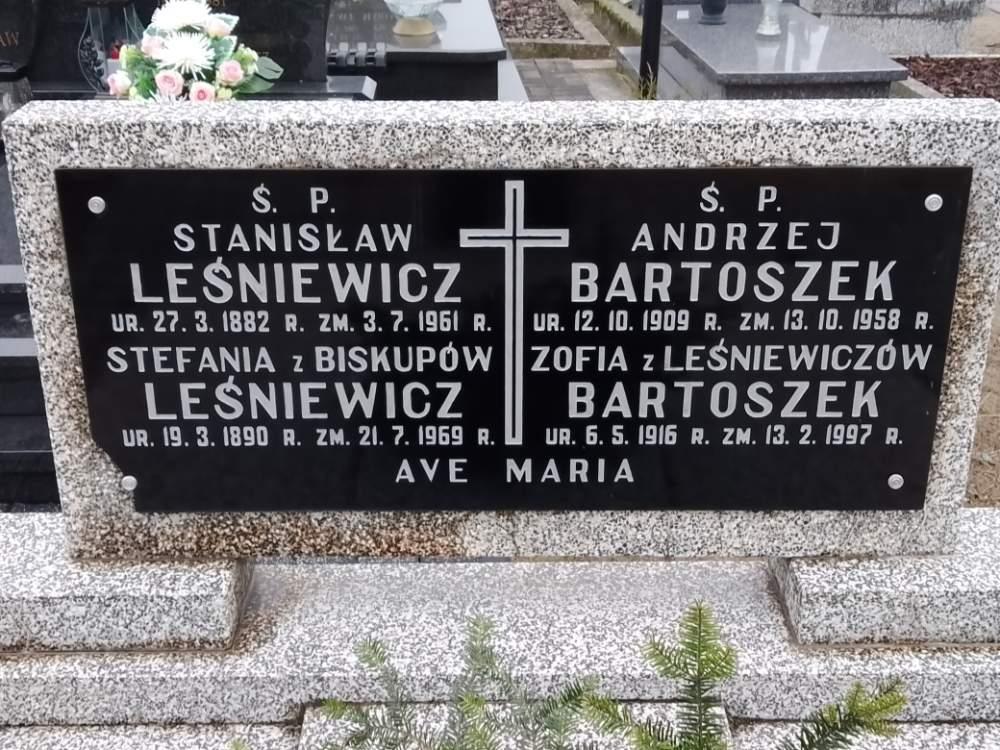 Ś. P.
STANISŁAW
LEŚNIEWICZ
UR. 27. 3. 1882 R. ZM. 3. 7. 1961 R.
STEFANIA Z BISKUPÓW
LEŚNIEWICZ
UR. 19. 3. 1890 R. ZM. 21. 7. 1969 R.
Ś. P.
ANDRZEJ
BARTOSZEK
UR. 12. 10. 1909 R. ZM. 13. 10. 1958 R.
ZOFIA Z LEŚNIEWICZÓW
BARTOSZEK
UR. 6. 5. 1916 R. ZM. 13. 2. 1997 R.
AVE MARIA